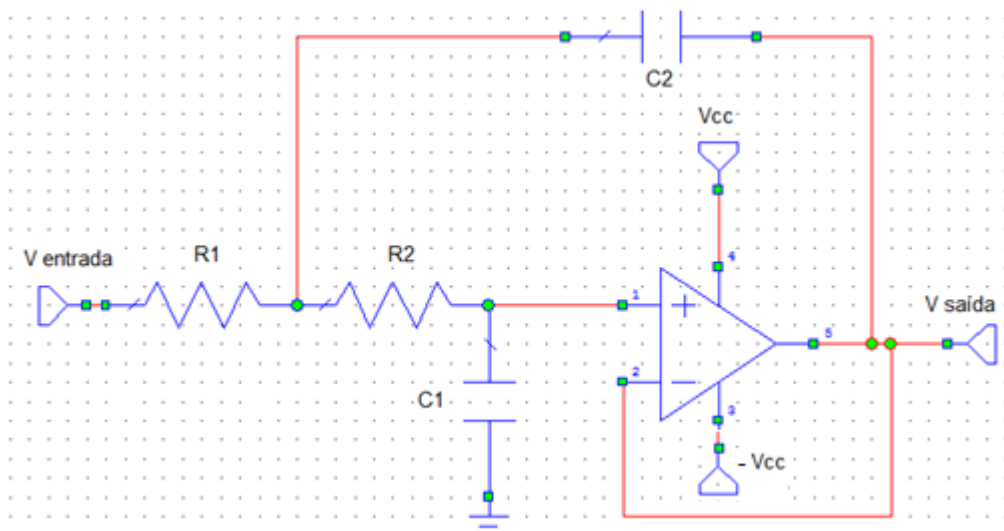 C2
Vcc
4
V entrada
R1
R2
1
+
V saída
5
2
−
C1
3
- Vcc